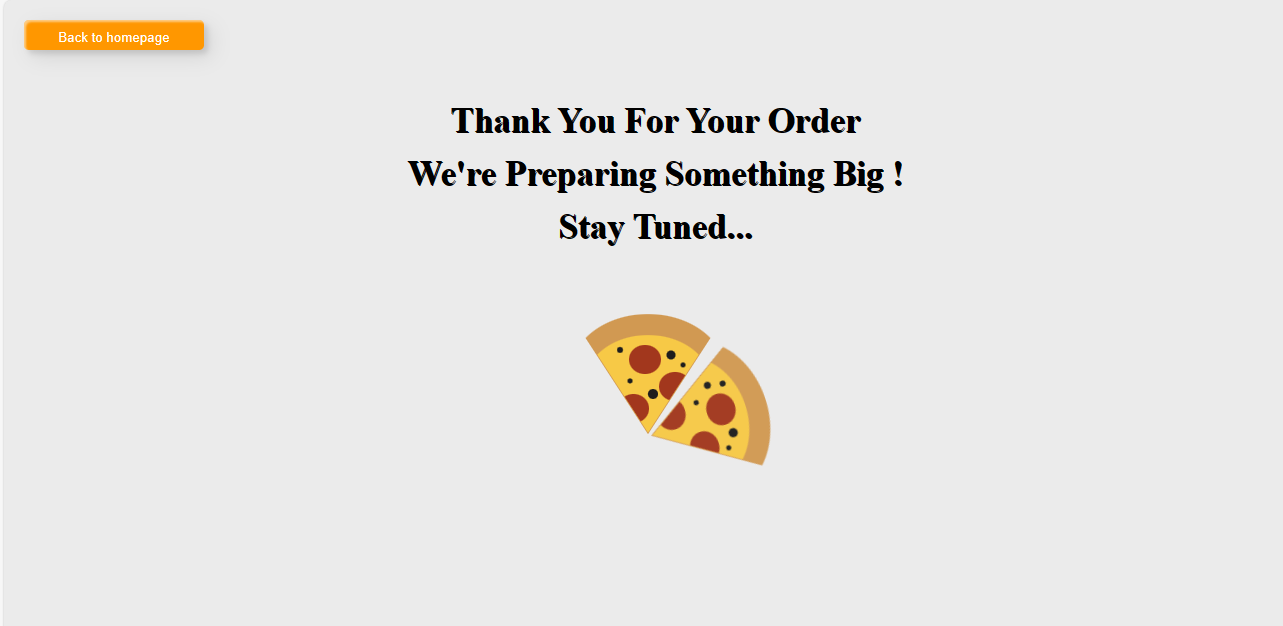 Back to homepage
Thank You For Your Order
We're Preparing Something Big !
Stay Tuned...